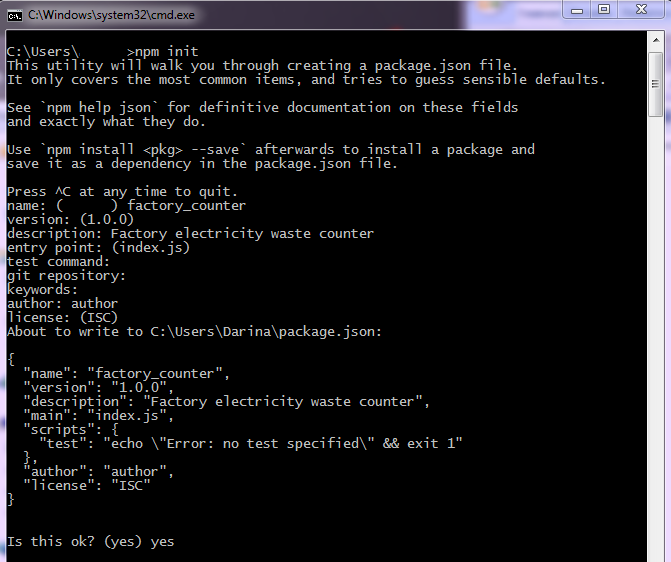 C:\Windows\system32\cmd.exe
C:\Users\ >npm init
This utility will walk you through creating a package.json file.
It only covers the most common items, and tries to guess sensible defaults.
See `npm help json` for definitive documentation on these fields
and exactly what they do.
Use `npm install <pkg> --save` afterwards to install a package and
save it as a dependency in the package.json file.
Press ^C at any time to quit.
name: ( ) factory_counter
version: (1.0.0)
description: Factory electricity waste counter
entry point: (index.js)
test command:
git repository:
keywords:
author: author
license: (ISC)
About to write to C:\Users\Darina\package.json:
{
"name": "factory_counter",
"version": "1.0.0",
"description": "Factory electricity waste counter",
"main": "index.js",
"scripts": {
"test": "echo \"Error: no test specified\" && exit 1"
},
"author": "author",
"license": "ISC"
}
Is this ok? (yes) yes